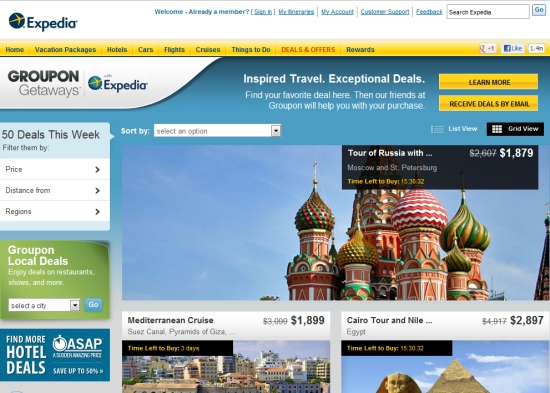 Expedia
Welcome - Already a member? [ Sign In ] My Itineraries | My Account | Customer Support | Feedback Search Expedia Go
Home Vacation Packages Hotels Cars Flights Cruises Things to Do DEALS & OFFERS Rewards +1 Like 1.4m
GROUPON Getaways with Expedia
Inspired Travel. Exceptional Deals.
Find your favorite deal here. Then our friends at
Groupon will help you with your purchase.
LEARN MORE
RECEIVE DEALS BY EMAIL
50 Deals This Week
Filter them by:
Price
Distance from
Regions
Sort by: select an option
List View Grid View
Tour of Russia with ... $2,607 $1,879
Moscow and St. Petersburg
Time Left to Buy: 15:30:32
Groupon
Local Deals
Enjoy deals on restaurants,
shows, and more.
select a city Go
FIND MORE
HOTEL
DEALS
ASAP
A SUDDEN AMAZING PRICE
SAVE UP TO 50% »
Mediterranean Cruise $3,090 $1,899
Suez Canal, Pyramids of Giza, ...
Time Left to Buy: 3 days
Cairo Tour and Nile ... $4,917 $2,897
Egypt
Time Left to Buy: 15:30:32